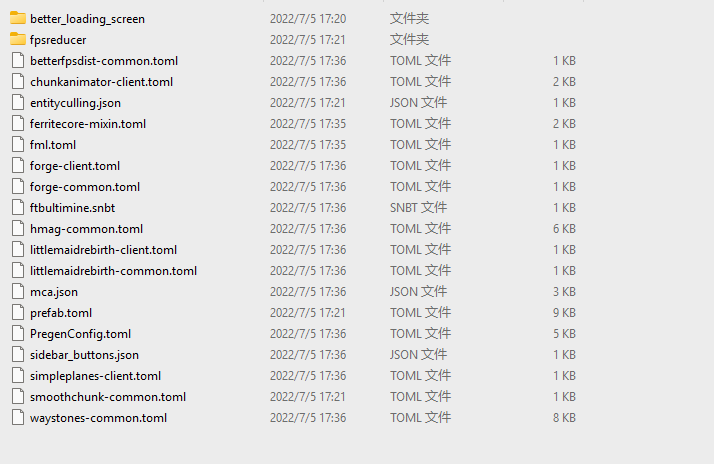 better_loading_screen 2022/7/5 17:20 文件夹
fpsreducer 2022/7/5 17:21 文件夹
betterfpsdist-common.toml 2022/7/5 17:36 TOML 文件 1 KB
chunkanimator-client.toml 2022/7/5 17:36 TOML 文件 2 KB
entityculling.json 2022/7/5 17:21 JSON 文件 1 KB
ferritecore-mixin.toml 2022/7/5 17:35 TOML 文件 2 KB
fml.toml 2022/7/5 17:35 TOML 文件 1 KB
forge-client.toml 2022/7/5 17:36 TOML 文件 1 KB
forge-common.toml 2022/7/5 17:36 TOML 文件 1 KB
ftbultimine.snbt 2022/7/5 17:36 SNBT 文件 1 KB
hmag-common.toml 2022/7/5 17:36 TOML 文件 6 KB
littlemaidrebirth-client.toml 2022/7/5 17:36 TOML 文件 1 KB
littlemaidrebirth-common.toml 2022/7/5 17:36 TOML 文件 1 KB
mca.json 2022/7/5 17:36 JSON 文件 3 KB
prefab.toml 2022/7/5 17:21 TOML 文件 9 KB
PregenConfig.toml 2022/7/5 17:36 TOML 文件 5 KB
sidebar_buttons.json 2022/7/5 17:36 JSON 文件 1 KB
simpleplanes-client.toml 2022/7/5 17:36 TOML 文件 1 KB
smoothchunk-common.toml 2022/7/5 17:21 TOML 文件 1 KB
waystones-common.toml 2022/7/5 17:36 TOML 文件 8 KB